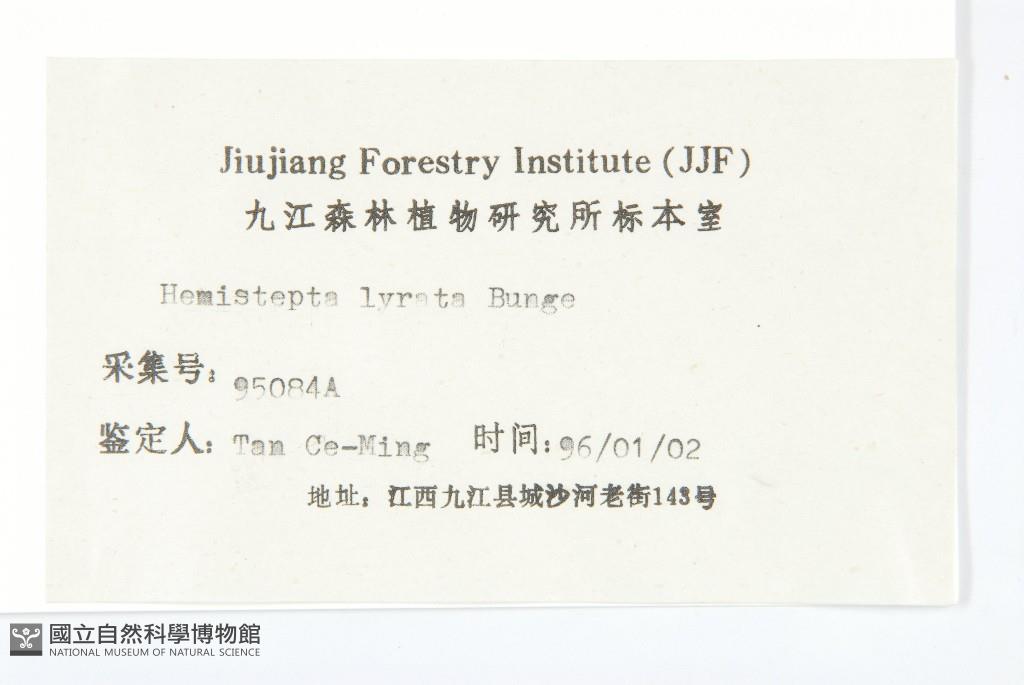 Jiujiang Forestry Institute (JJF)
九江森林植物研究所标本室
Hemistepta lyrata Bunge
采集号: 95084A
鉴定人: Tan Ce-Ming 时间: 96/01/02
地址: 江西九江县城沙河老街143号
國立自然科學博物館
NATIONAL MUSEUM OF NATURAL SCIENCE